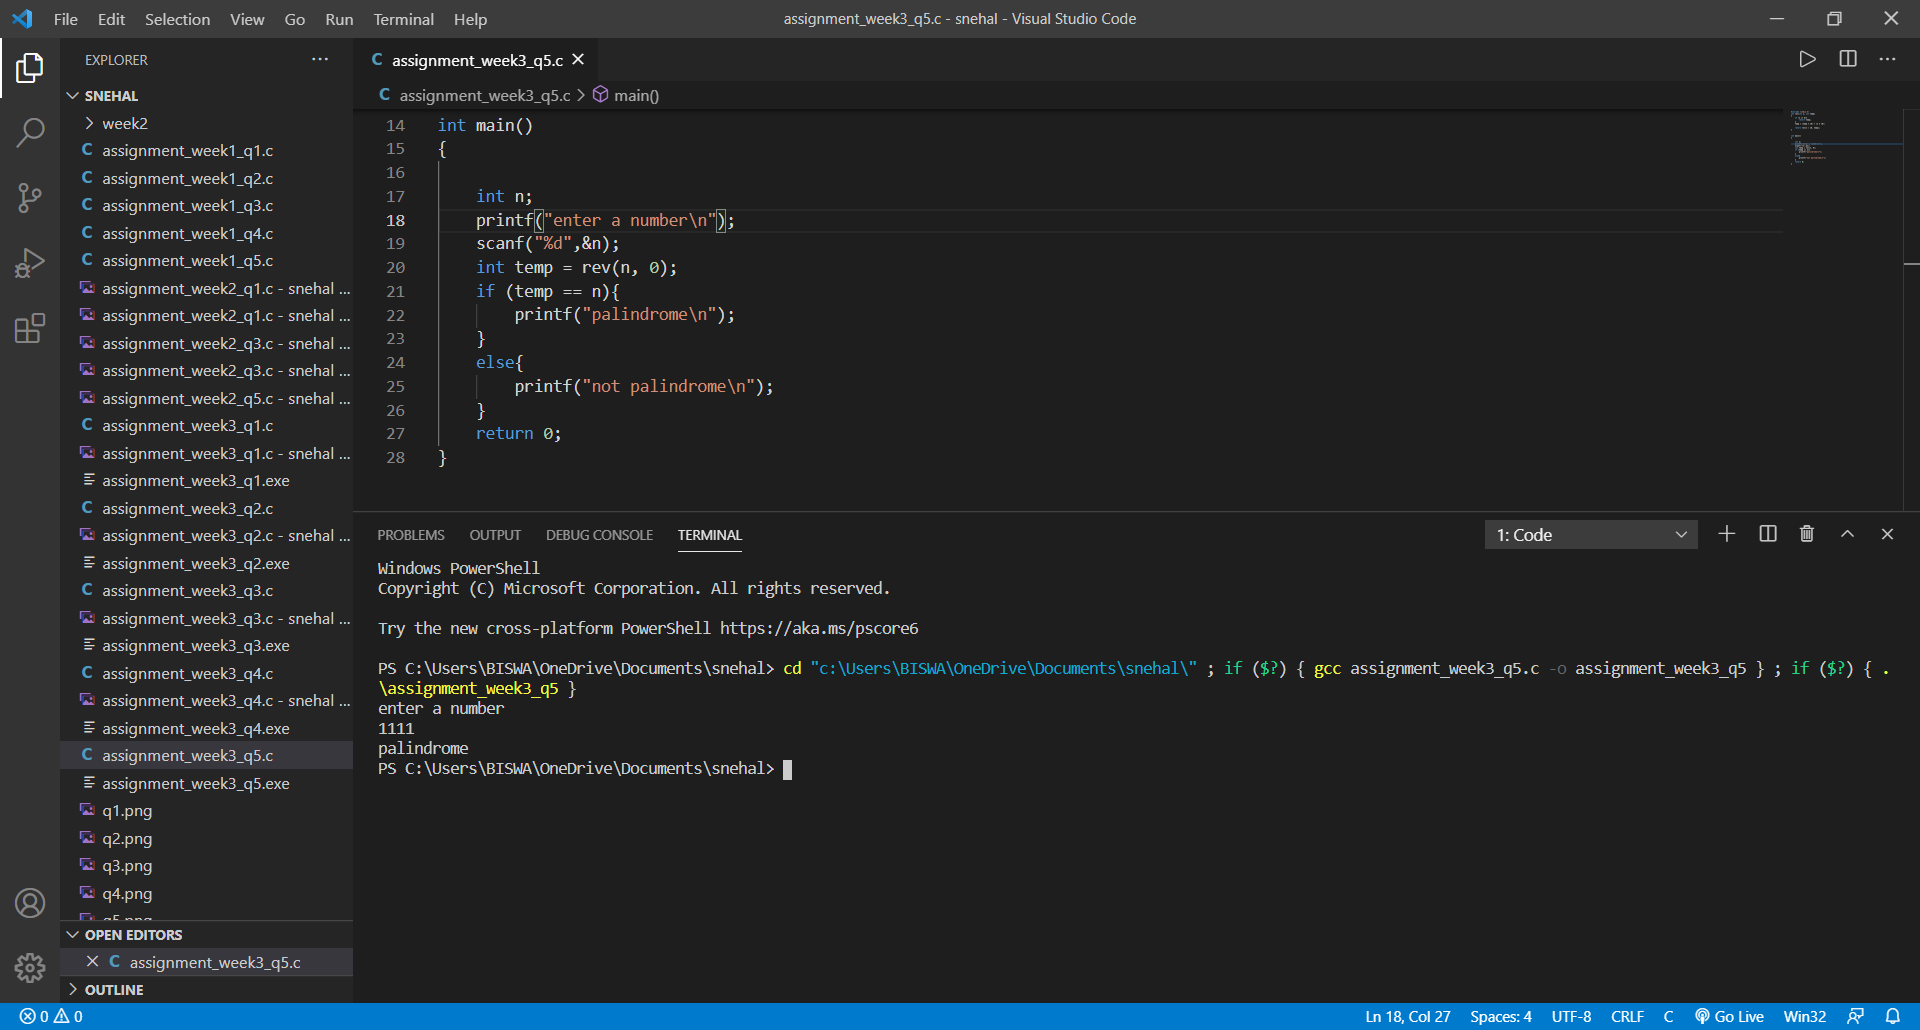 File Edit Selection View Go Run Terminal Help
assignment_week3_q5.c - snehal - Visual Studio Code
EXPLORER
SNEHAL
week2
assignment_week1_q1.c
assignment_week1_q2.c
assignment_week1_q3.c
assignment_week1_q4.c
assignment_week1_q5.c
assignment_week2_q1.c - snehal ...
assignment_week2_q1.c - snehal ...
assignment_week2_q3.c - snehal ...
assignment_week2_q3.c - snehal ...
assignment_week2_q5.c - snehal ...
assignment_week3_q1.c
assignment_week3_q1.c - snehal ...
assignment_week3_q1.exe
assignment_week3_q2.c
assignment_week3_q2.c - snehal ...
assignment_week3_q2.exe
assignment_week3_q3.c
assignment_week3_q3.c - snehal ...
assignment_week3_q3.exe
assignment_week3_q4.c
assignment_week3_q4.c - snehal ...
assignment_week3_q4.exe
assignment_week3_q5.c
assignment_week3_q5.exe
q1.png
q2.png
q3.png
q4.png
OPEN EDITORS
C assignment_week3_q5.c
OUTLINE
C assignment_week3_q5.c
C assignment_week3_q5.c > main()
14 int main()
15 {
16
17 int n;
18 printf("enter a number\n");
19 scanf("%d",&n);
20 int temp = rev(n, 0);
21 if (temp == n){
22 printf("palindrome\n");
23 }
24 else{
25 printf("not palindrome\n");
26 }
27 return 0;
28 }
PROBLEMS OUTPUT DEBUG CONSOLE TERMINAL
1: Code
Windows PowerShell
Copyright (C) Microsoft Corporation. All rights reserved.
Try the new cross-platform PowerShell https://aka.ms/pscore6
PS C:\Users\BISWA\OneDrive\Documents\snehal> cd "c:\Users\BISWA\OneDrive\Documents\snehal\" ; if ($?) { gcc assignment_week3_q5.c -o assignment_week3_q5 } ; if ($?) { .
\assignment_week3_q5 }
enter a number
1111
palindrome
PS C:\Users\BISWA\OneDrive\Documents\snehal>
0 0
Ln 18, Col 27 Spaces: 4 UTF-8 CRLF C Go Live Win32